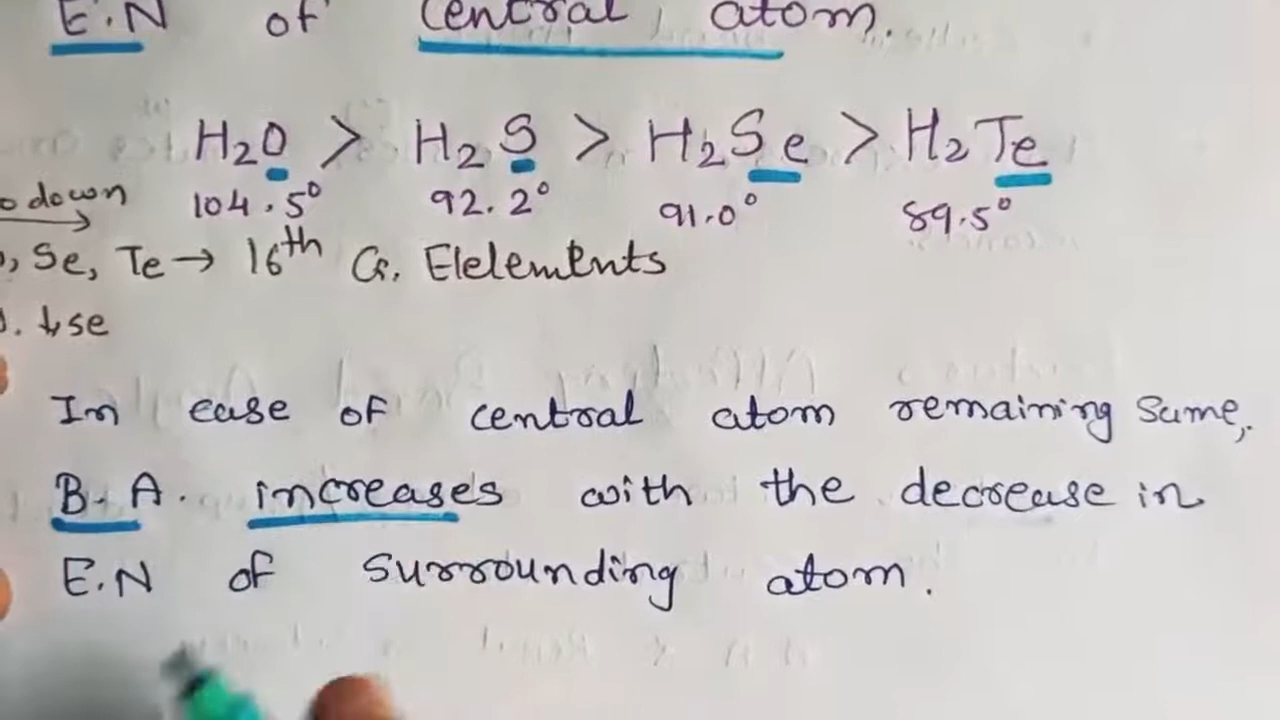 E.N of central atom.
H₂O > H₂S > H₂Se > H₂Te
down 104.5° 92.2° 91.0° 89.5°
, Se, Te → 16th G. Elelements
. ↓se
In case of central atom remaining same,
B.A. increases with the decrease in
E.N of surrounding atom.